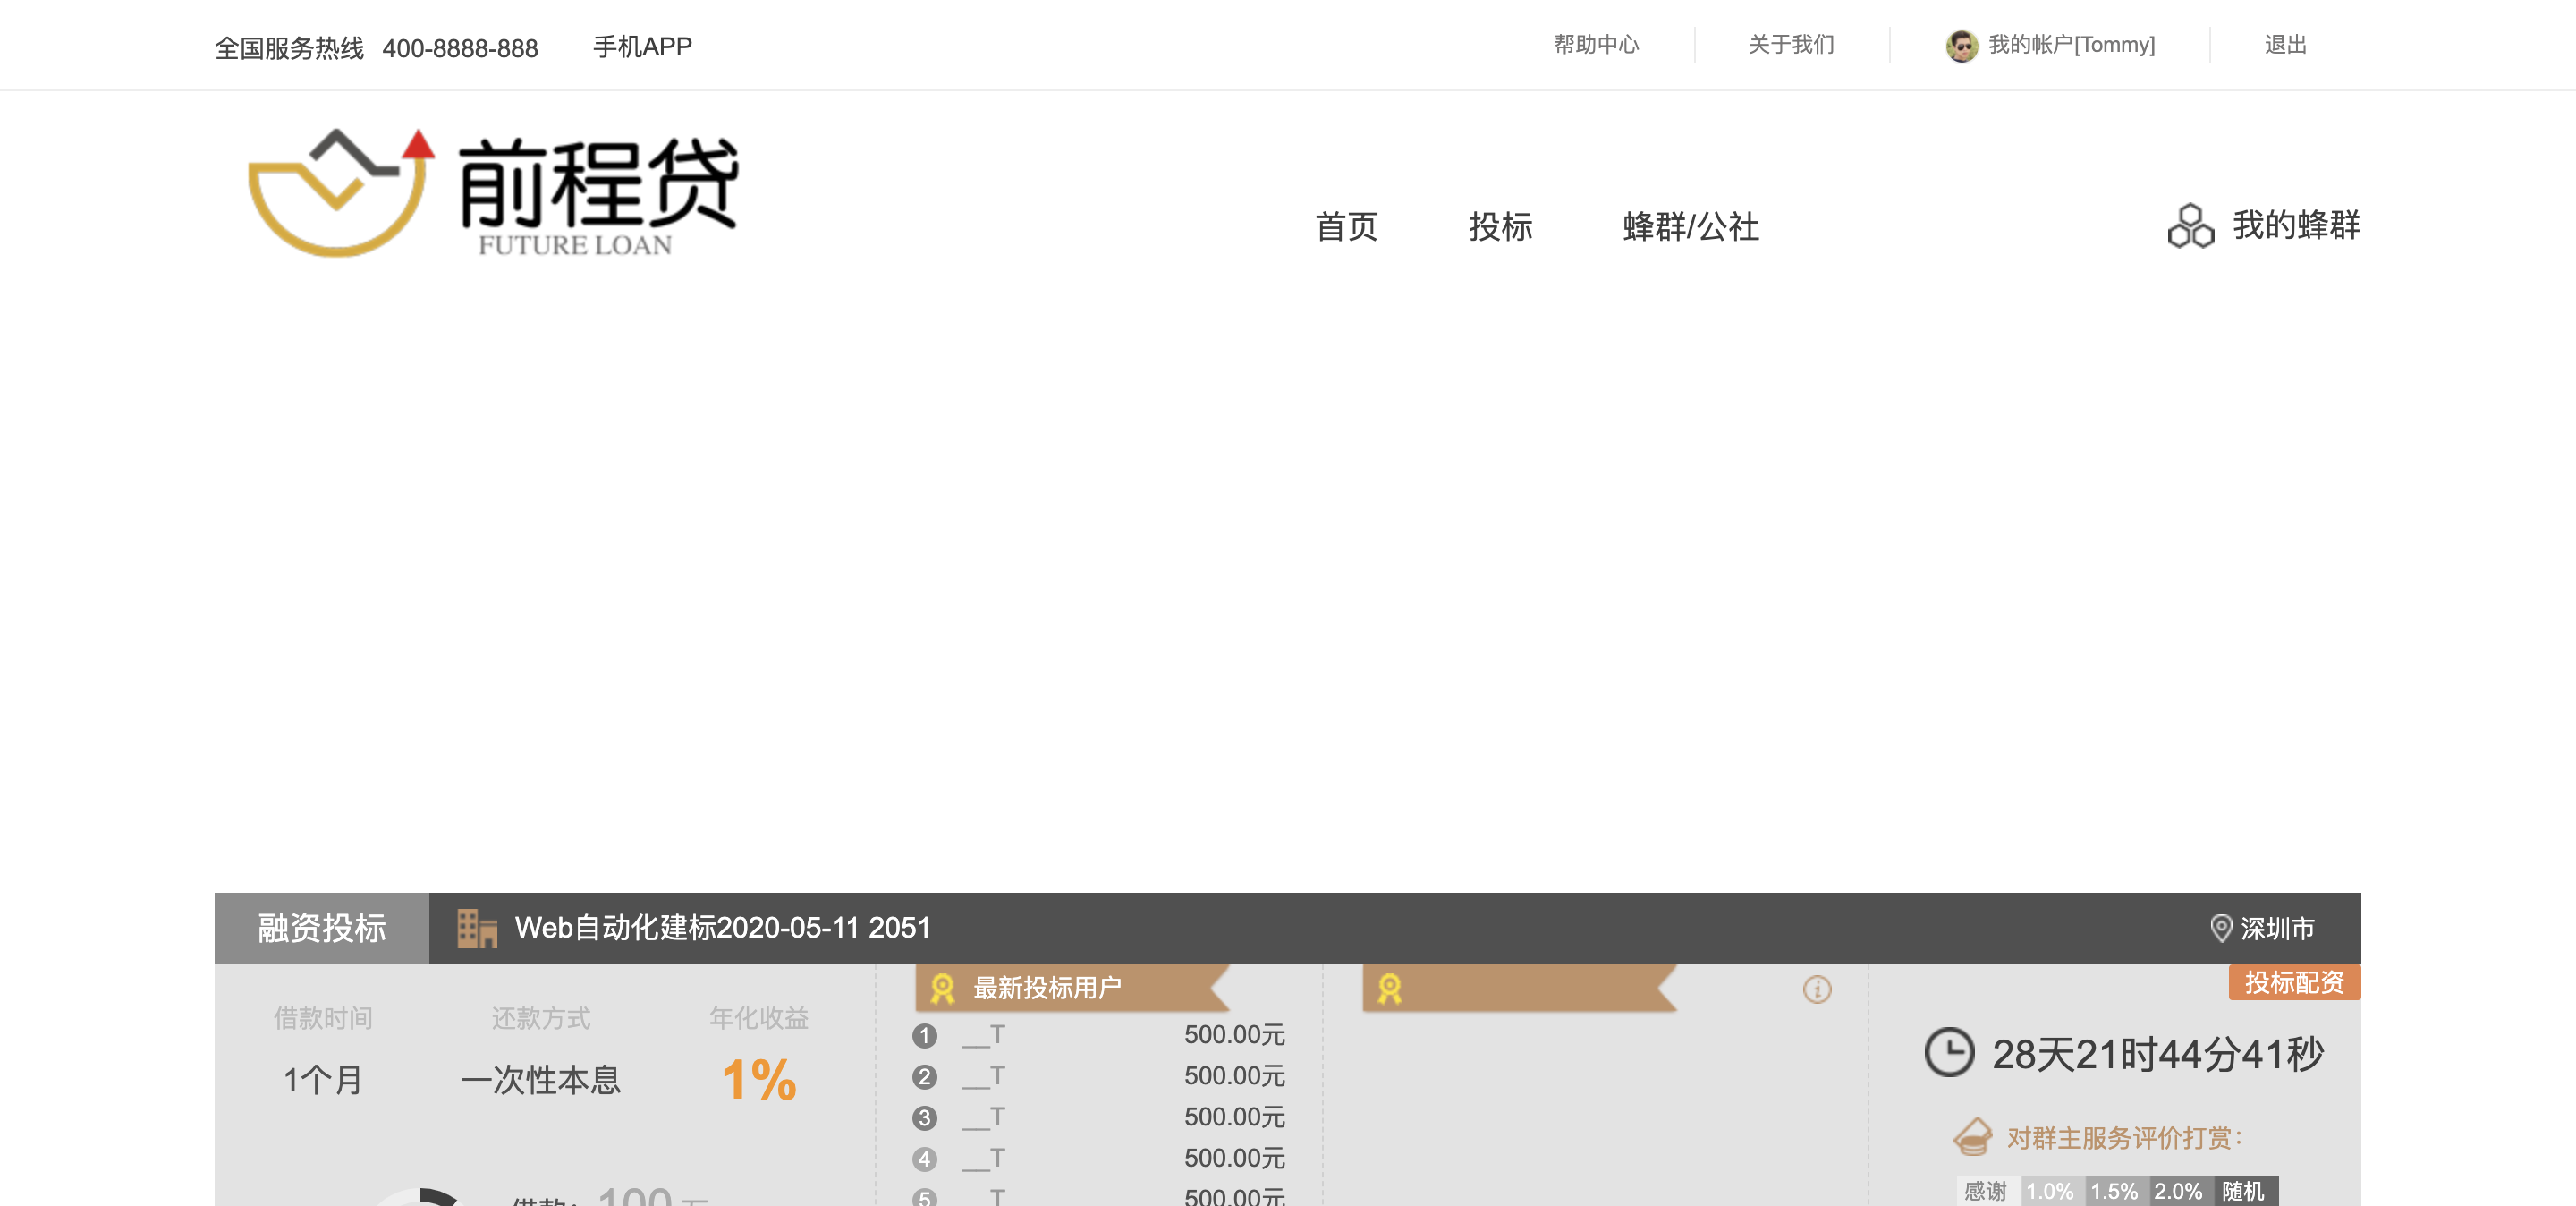 全国服务热线 400-8888-888 手机APP 帮助中心 关于我们 我的帐户[Tommy] 退出
前程贷
FUTURE LOAN
首页 投标 蜂群/公社 我的蜂群
融资投标 Web自动化建标2020-05-11 2051 深圳市
投标配资
最新投标用户
借款时间 还款方式 年化收益
1个月 一次性本息 1%
1 __T 500.00元
2 __T 500.00元
3 __T 500.00元
4 __T 500.00元
5 __T 500.00元
28天21时44分41秒
对群主服务评价打赏：
感谢 1.0% 1.5% 2.0% 随机
借款： 100